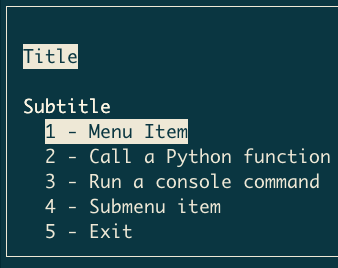 Title
Subtitle
1 - Menu Item
2 - Call a Python function
3 - Run a console command
4 - Submenu item
5 - Exit